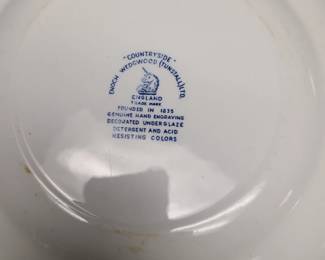 "COUNTRYSIDE"
ENOCH WEDGWOOD (TUNSTALL) LTD.
ENGLAND
TRADE MARK
FOUNDED IN 1835
GENUINE HAND ENGRAVING
DECORATED UNDERGLAZE
DETERGENT AND ACID
RESISTING COLORS